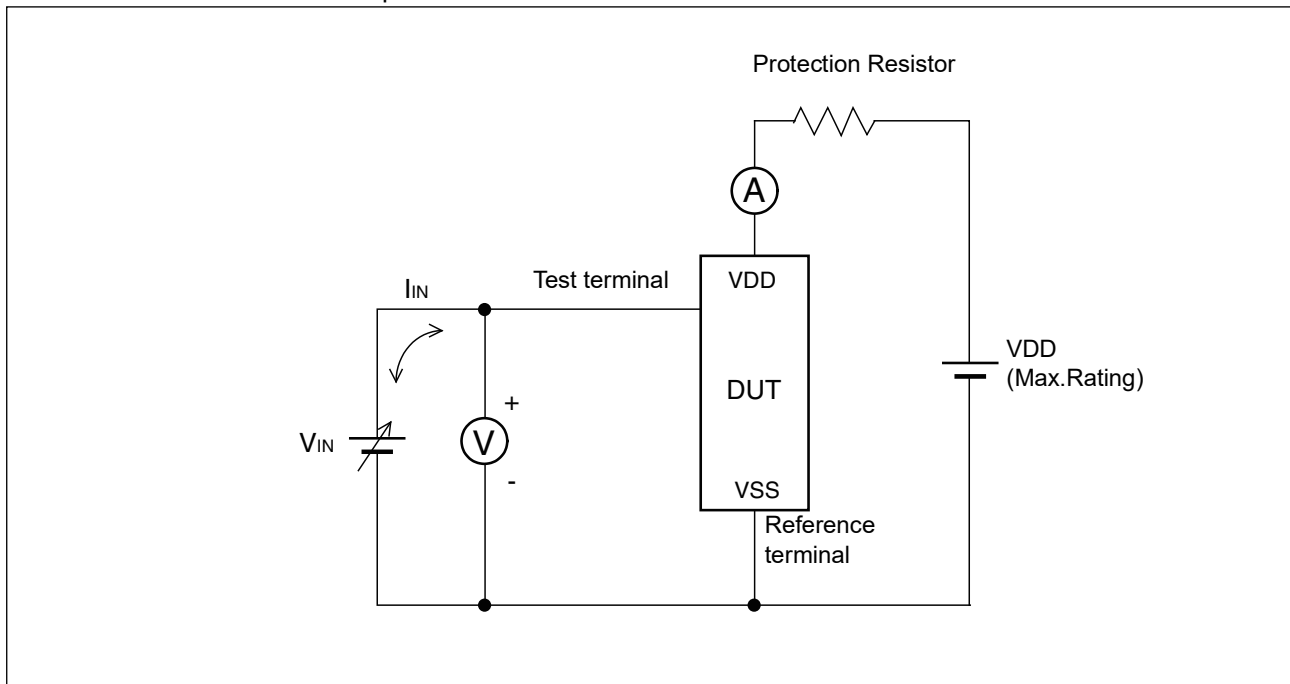 Protection Resistor
A
Test terminal
VDD
IIN
VDD
(Max.Rating)
DUT
+
VIN
V
-
VSS
Reference
terminal